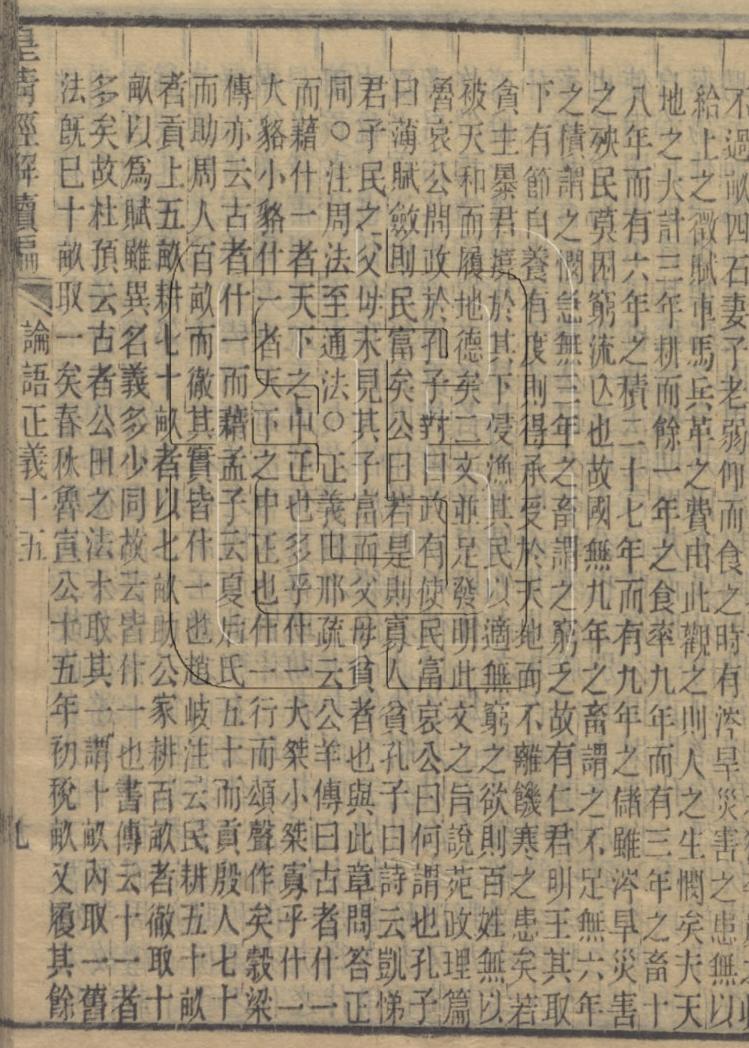 不過畝四石妻子老弱仰而食之時有涔旱災害之患無以
給上之徵賦車馬兵革之費由此觀之則人之生憫矣夫天
地之大計三年耕而餘一年之食率九年而有三年之畜十
八年而有六年之積二十七年而有九年之儲雖涔旱災害
之殃民莫困窮流亾也故國無九年之畜謂之不足無六年
之積謂之憫急無三年之畜謂之窮乏故有仁君明王其取
下有節自養有度則得承受於天地而不離饑寒之患矣若
貪主暴君撓於其下侵漁其民以適無窮之欲則百姓無以
被天和而履地德矣二文並足發明此文之旨說苑政理篇
魯哀公問政於孔子對曰政有使民富哀公曰何謂也孔子
曰薄賦斂則民富矣公曰若是則寡人貧孔子曰詩云凱悌
君子民之父母未見其子富而父母貧者也與此章問答正
同○注周法至通法○正義曰邢疏云公羊傳曰古者什一
而藉什一者天下之中正也多乎什一大桀小桀寡乎什一
大貉小貉什一者天下之中正也什一行而頌聲作矣穀梁
傳亦云古者什一而藉孟子云夏后氏五十而貢殷人七十
而助周人百畝而徹其實皆什一也趙岐注云民耕五十畝
者貢上五畝耕七十畝者以七畝助公家耕百畝者徹取十
畝以爲賦雖異名義多少同故云皆什一也書傳云十一者
多矣故杜預云古者公田之法十取其一謂十畝內取一舊
法既已十畝取一矣春秋魯宣公十五年初稅畝又履其餘
皇清經解續編
論語正義十五
九